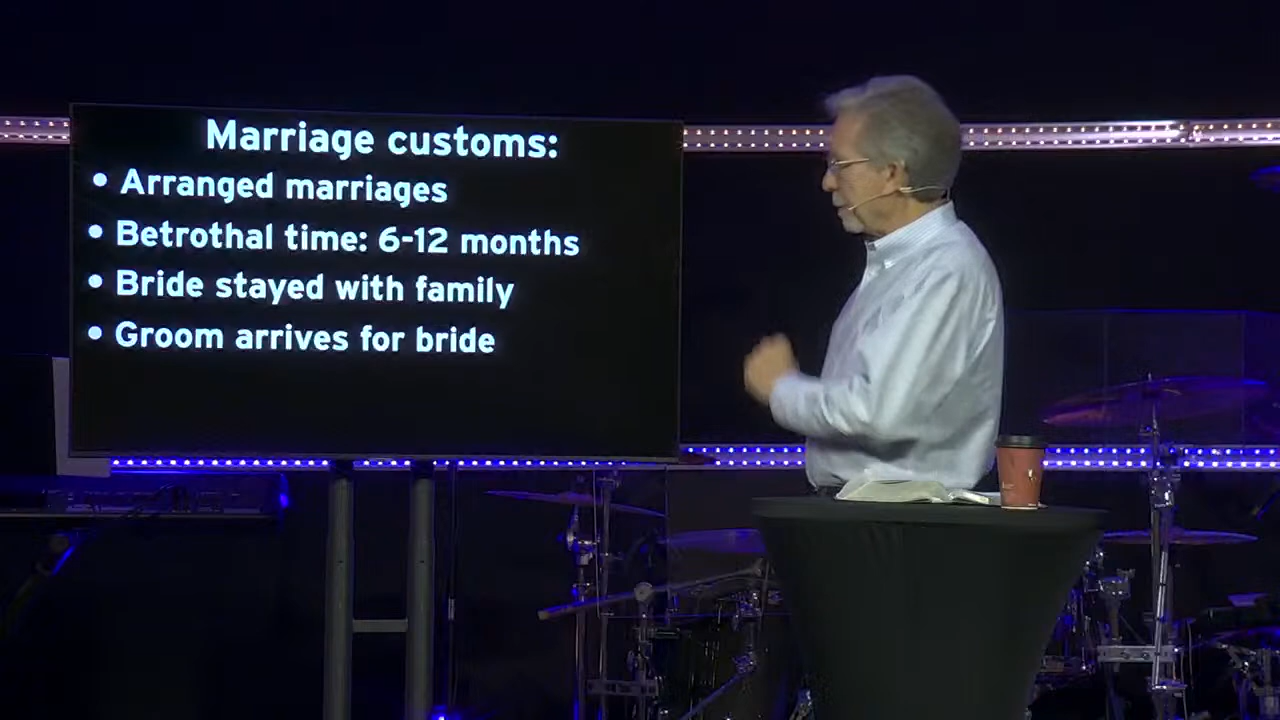 Marriage customs:
• Arranged marriages
• Betrothal time: 6-12 months
• Bride stayed with family
• Groom arrives for bride